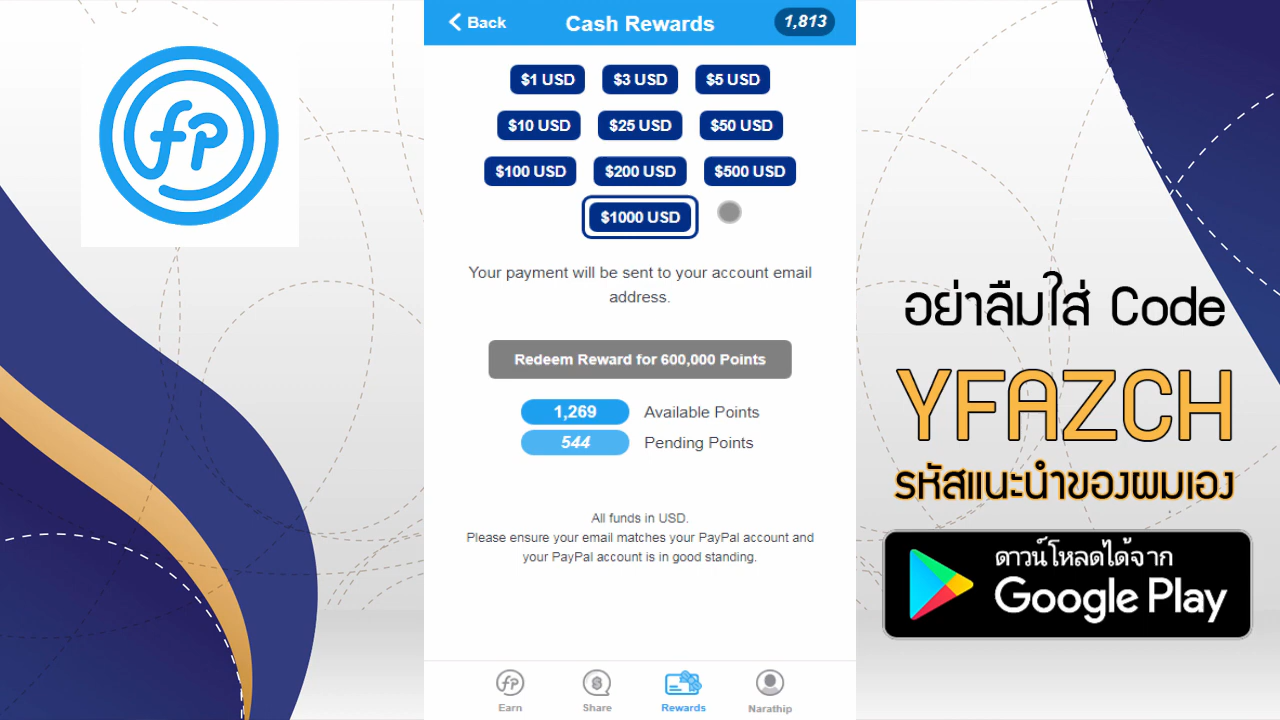 fp
Back
Cash Rewards
1,813
$1 USD
$3 USD
$5 USD
$10 USD
$25 USD
$50 USD
$100 USD
$200 USD
$500 USD
$1000 USD
Your payment will be sent to your account email
address.
Redeem Reward for 600,000 Points
1,269
Available Points
544
Pending Points
All funds in USD.
Please ensure your email matches your PayPal account and
your PayPal account is in good standing.
Earn
Share
Rewards
Narathip
อย่าลืมใส่ Code
YFAZCH
รหัสแนะนำของผมเอง
ดาวน์โหลดได้จาก
Google Play